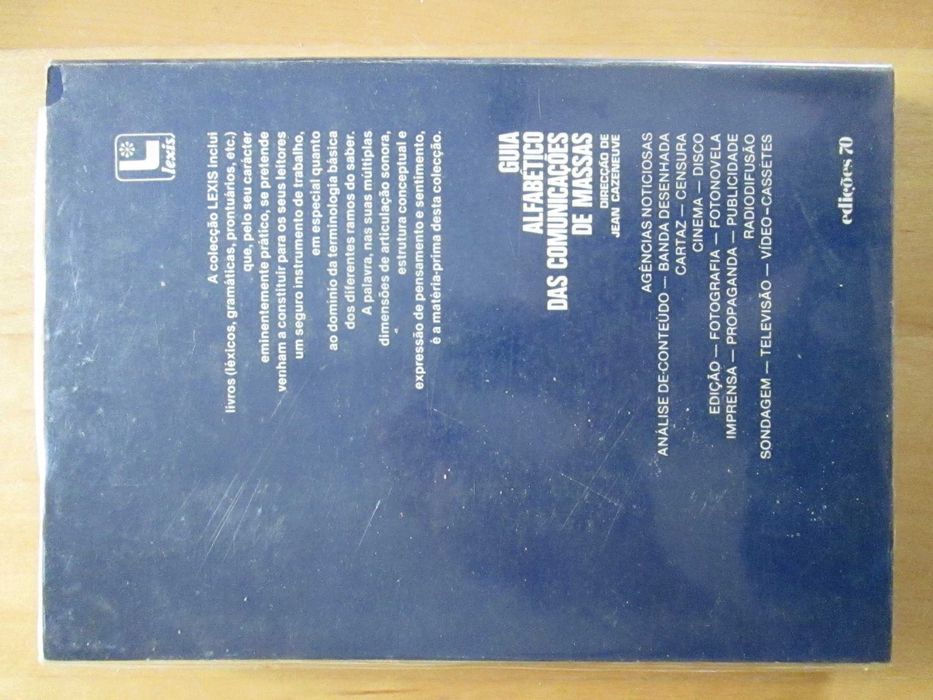 L
lexis
A colecção LEXIS inclui
livros (léxicos, gramáticas, prontuários, etc.)
que, pelo seu carácter
eminentemente prático, se pretende
venham a constituir para os seus leitores
um seguro instrumento de trabalho,
em especial quanto
ao domínio da terminologia básica
dos diferentes ramos do saber.
A palavra, nas suas múltiplas
dimensões de articulação sonora,
estrutura conceptual e
expressão de pensamento e sentimento,
é a matéria-prima desta colecção.
GUIA
ALFABÉTICO
DAS COMUNICAÇÕES
DE MASSAS
DIRECÇÃO DE
JEAN CAZENEUVE
AGÊNCIAS NOTICIOSAS
ANÁLISE DE CONTEÚDO — BANDA DESENHADA
CARTAZ — CENSURA
CINEMA — DISCO
EDIÇÃO — FOTOGRAFIA — FOTONOVELA
IMPRENSA — PROPAGANDA — PUBLICIDADE
RADIODIFUSÃO
SONDAGEM — TELEVISÃO — VÍDEO-CASSETES
edições 70